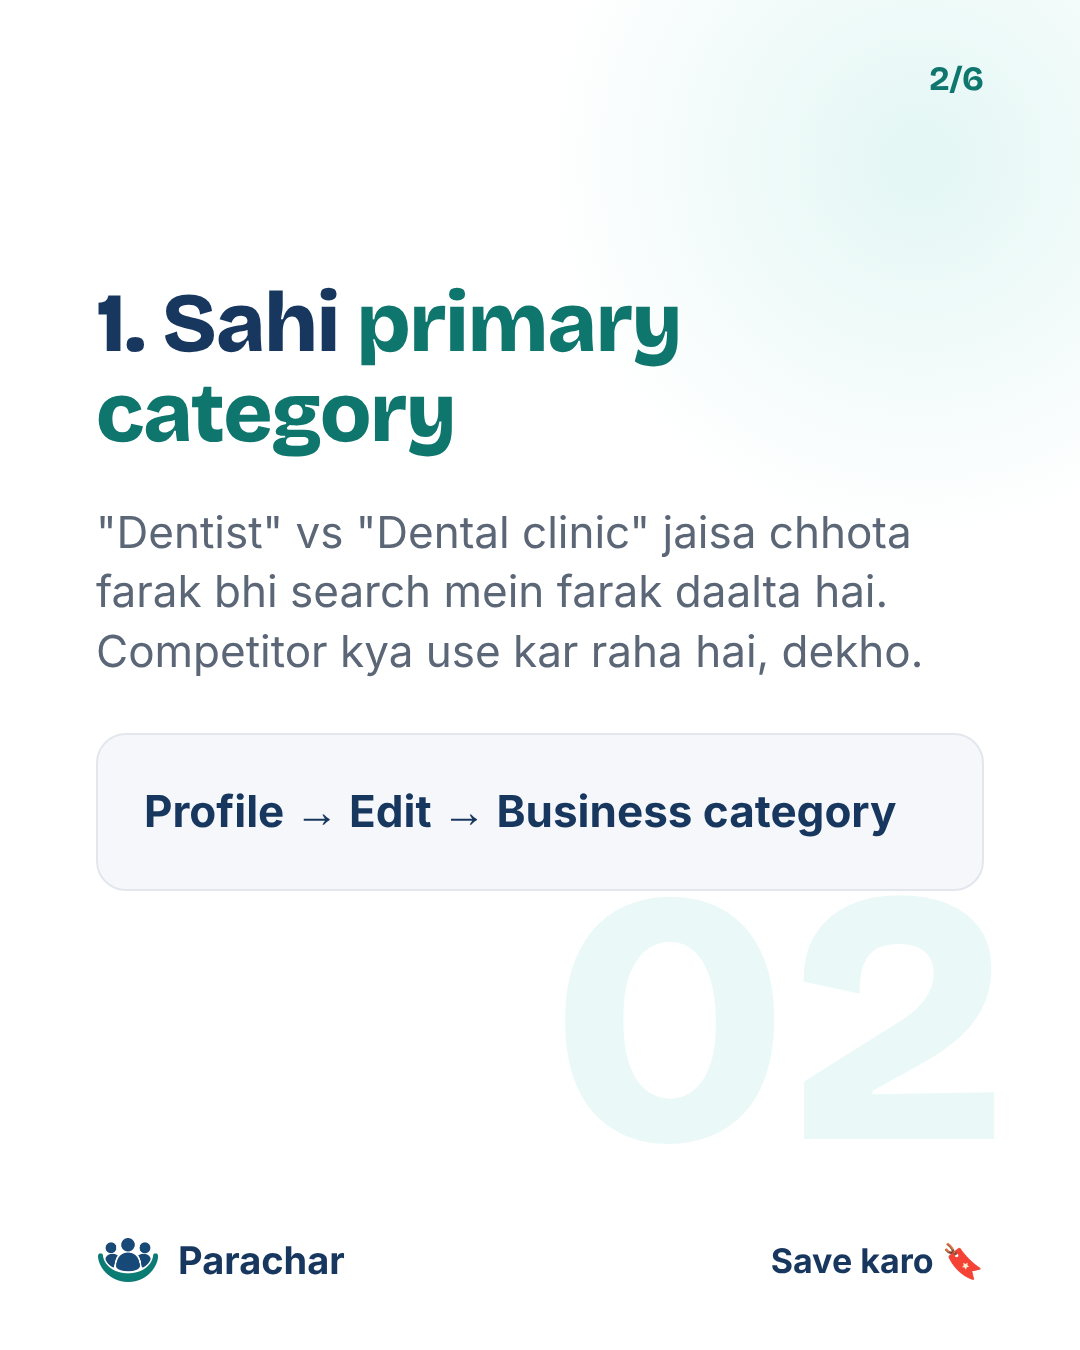 2/6
1. Sahi primary
category
"Dentist" vs "Dental clinic" jaisa chhota
farak bhi search mein farak daalta hai.
Competitor kya use kar raha hai, dekho.
Profile → Edit → Business category
02
Parachar
Save karo 🔖